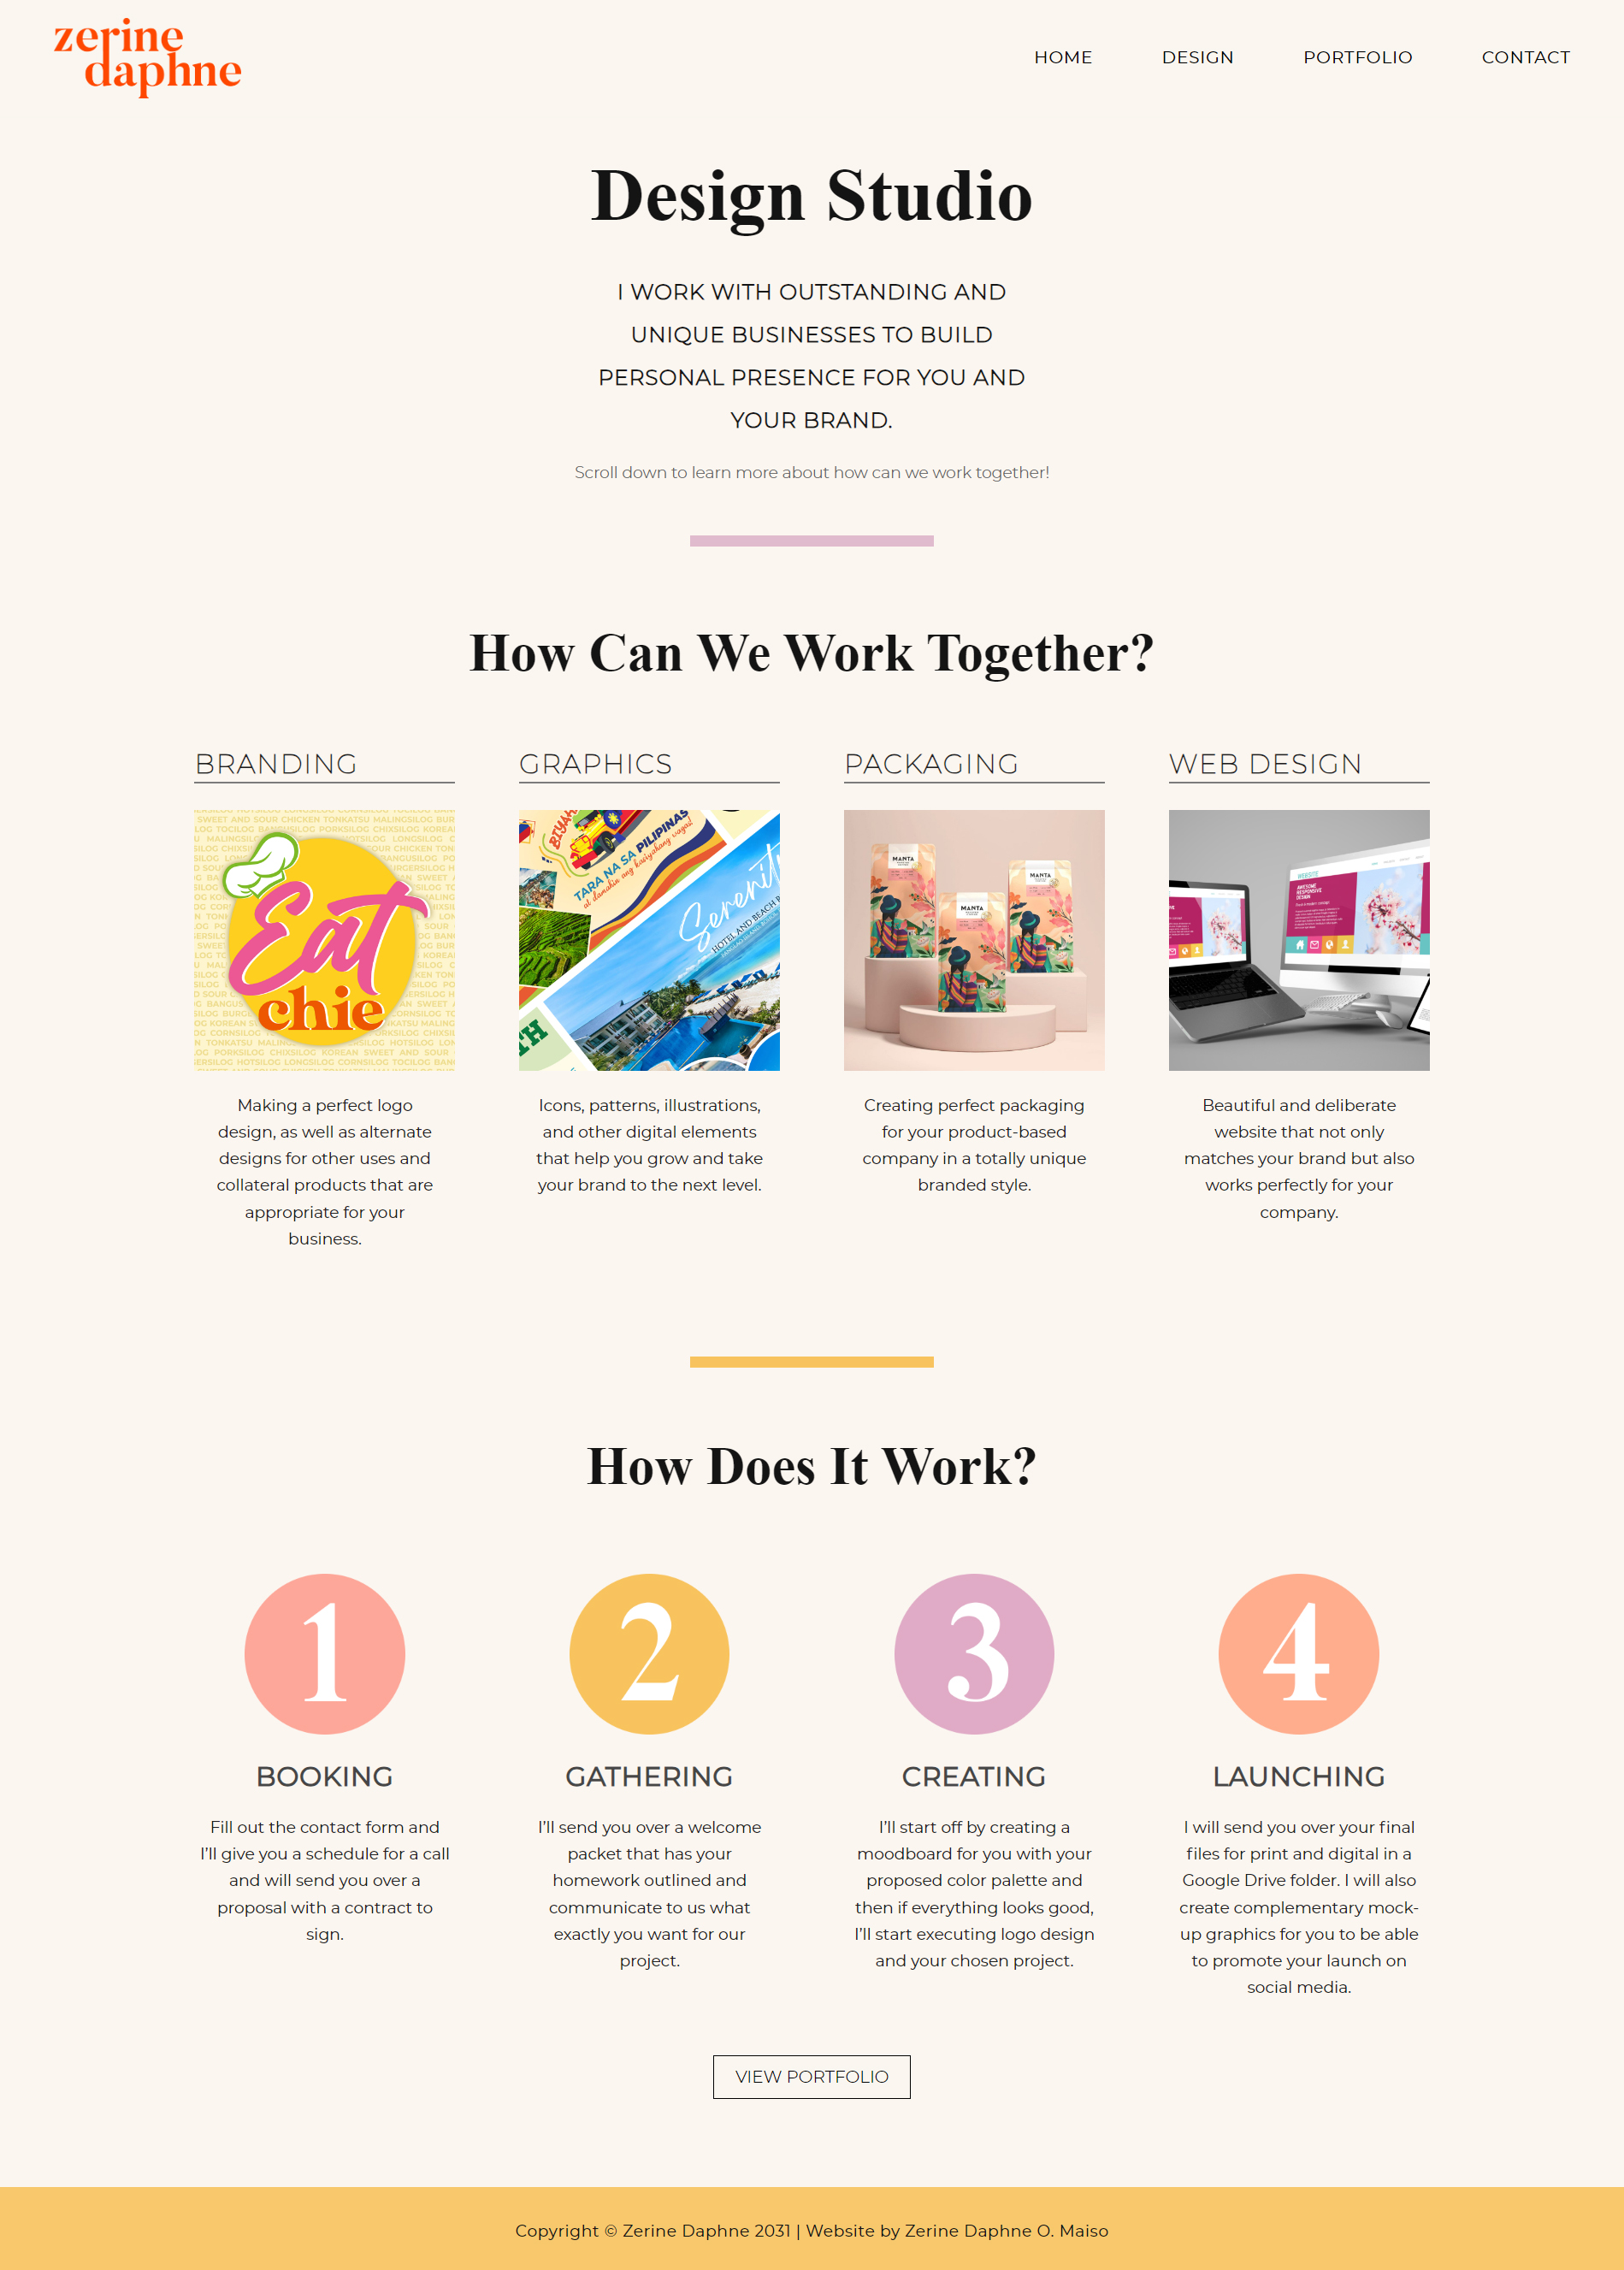 zerine
daphne
HOME
DESIGN
PORTFOLIO
CONTACT
Design Studio
I WORK WITH OUTSTANDING AND
UNIQUE BUSINESSES TO BUILD
PERSONAL PRESENCE FOR YOU AND
YOUR BRAND.
Scroll down to learn more about how can we work together!
How Can We Work Together?
BRANDING
Eat
chie
Making a perfect logo
design, as well as alternate
designs for other uses and
collateral products that are
appropriate for your
business.
GRAPHICS
TARA NA SA PILIPINAS
at damahin ang kasiyahang wagas!
HOTEL AND BEACH
Icons, patterns, illustrations,
and other digital elements
that help you grow and take
your brand to the next level.
PACKAGING
MANTA
MANTA
MANTA
Creating perfect packaging
for your product-based
company in a totally unique
branded style.
WEB DESIGN
WEBSITE
AWESOME
RESPONSIVE
DESIGN
Beautiful and deliberate
website that not only
matches your brand but also
works perfectly for your
company.
How Does It Work?
1
BOOKING
Fill out the contact form and
I’ll give you a schedule for a call
and will send you over a
proposal with a contract to
sign.
2
GATHERING
I’ll send you over a welcome
packet that has your
homework outlined and
communicate to us what
exactly you want for our
project.
3
CREATING
I’ll start off by creating a
moodboard for you with your
proposed color palette and
then if everything looks good,
I’ll start executing logo design
and your chosen project.
4
LAUNCHING
I will send you over your final
files for print and digital in a
Google Drive folder. I will also
create complementary mock-
up graphics for you to be able
to promote your launch on
social media.
VIEW PORTFOLIO
Copyright © Zerine Daphne 2031 | Website by Zerine Daphne O. Maiso